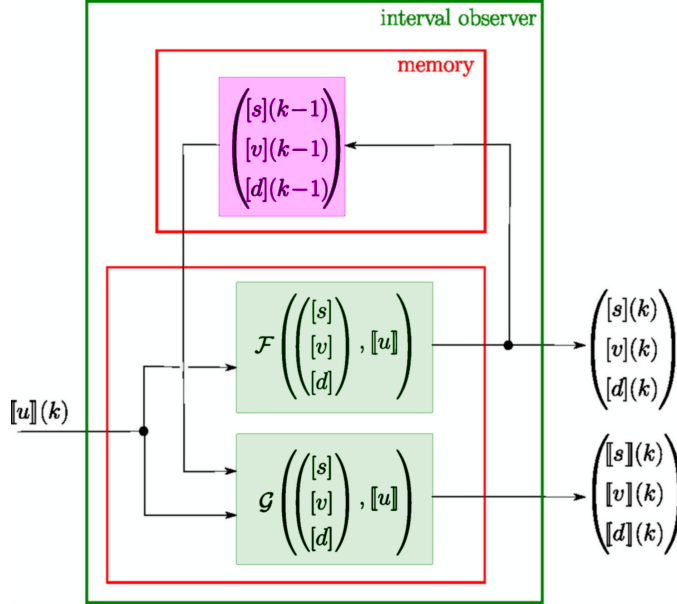 interval observer
memory
([s](k−1)
[v](k−1)
[d](k−1))
ℱ(([s]
[v]
[d]), ⟦u⟧)
([s](k)
[v](k)
[d](k))
⟦u⟧(k)
𝒢(([s]
[v]
[d]), ⟦u⟧)
(⟦s⟧(k)
⟦v⟧(k)
⟦d⟧(k))